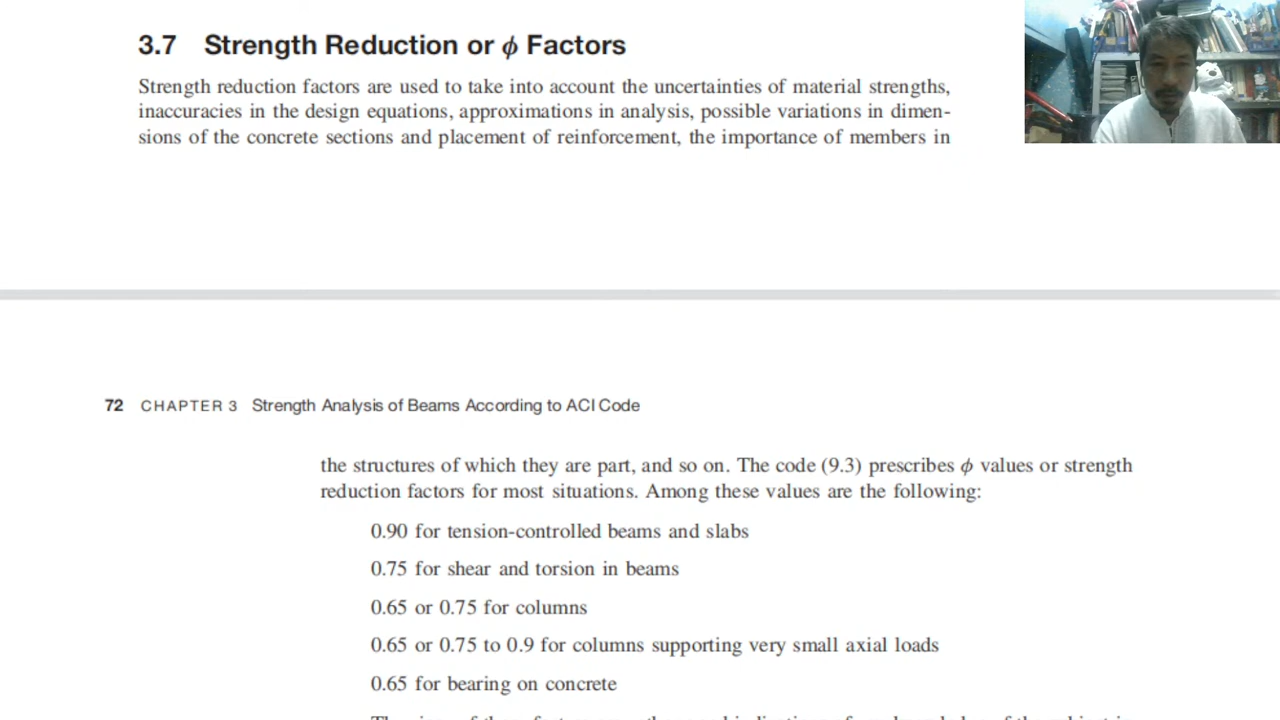 3.7 Strength Reduction or ϕ Factors
Strength reduction factors are used to take into account the uncertainties of material strengths,
inaccuracies in the design equations, approximations in analysis, possible variations in dimen-
sions of the concrete sections and placement of reinforcement, the importance of members in
72 CHAPTER 3 Strength Analysis of Beams According to ACI Code
the structures of which they are part, and so on. The code (9.3) prescribes ϕ values or strength
reduction factors for most situations. Among these values are the following:
0.90 for tension-controlled beams and slabs
0.75 for shear and torsion in beams
0.65 or 0.75 for columns
0.65 or 0.75 to 0.9 for columns supporting very small axial loads
0.65 for bearing on concrete